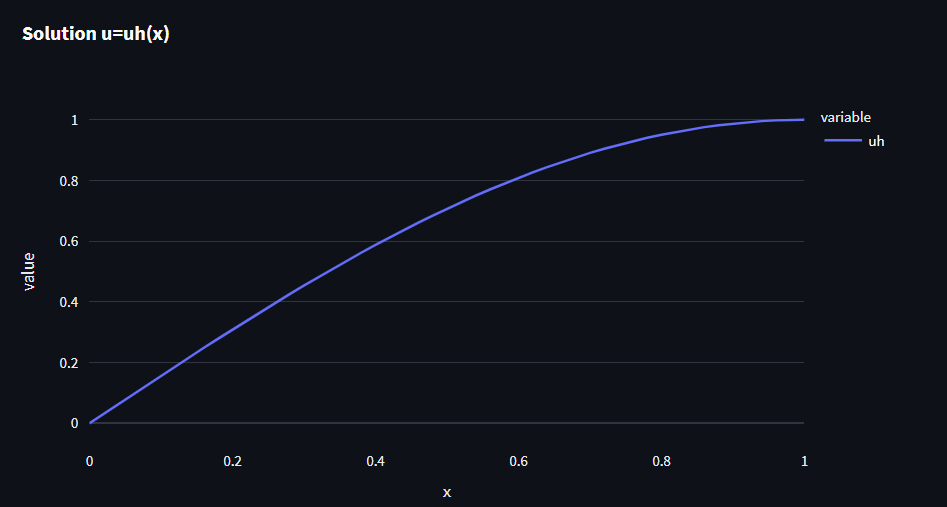 Solution u=uh(x)
variable
uh
value
1
0.8
0.6
0.4
0.2
0
0 0.2 0.4 0.6 0.8 1
x